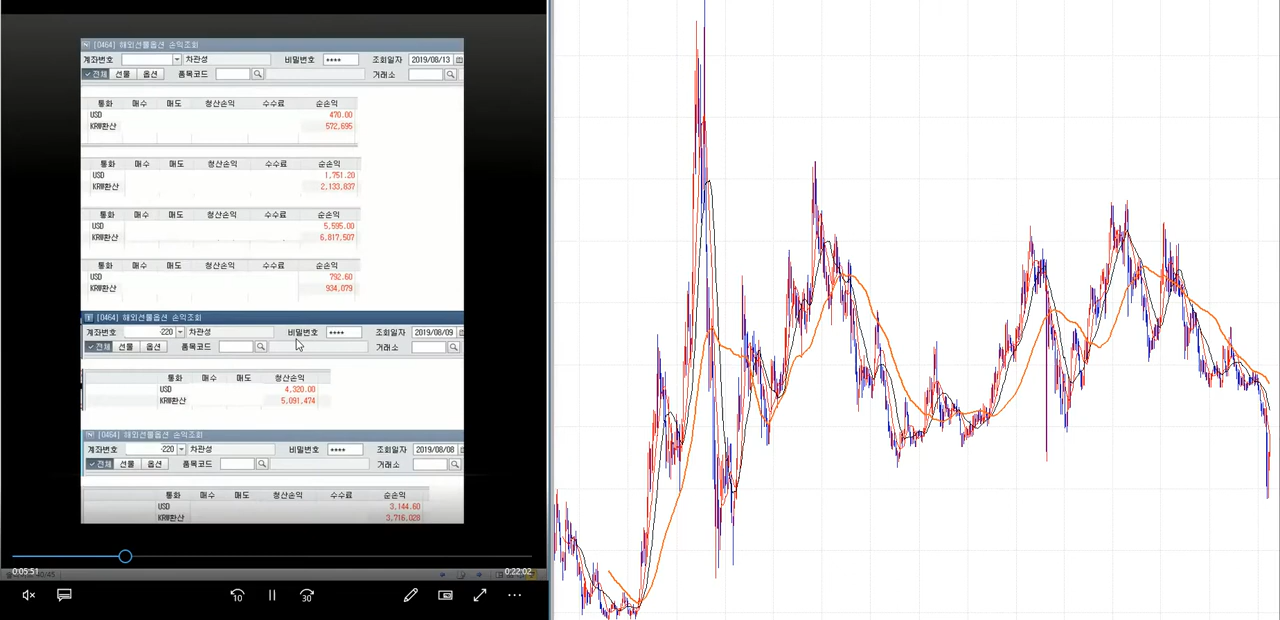 [0464] 해외선물옵션 손익조회
계좌번호 차관성 비밀번호 **** 조회일자 2019/08/13
전체 선물 옵션 품목코드 거래소
통화 매수 매도 청산손익 수수료 순손익
USD 470.00
KRW환산 572,695
통화 매수 매도 청산손익 수수료 순손익
USD 1,751.20
KRW환산 2,133,837
통화 매수 매도 청산손익 수수료 순손익
USD 5,595.00
KRW환산 6,817,507
통화 매수 매도 청산손익 수수료 순손익
USD 792.60
KRW환산 934,079
[0464] 해외선물옵션 손익조회
계좌번호 -220 차관성 비밀번호 **** 조회일자 2019/08/09
전체 선물 옵션 품목코드 거래소
통화 매수 매도 청산손익
USD 4,320.00
KRW환산 5,091,474
[0464] 해외선물옵션 손익조회
계좌번호 -220 차관성 비밀번호 **** 조회일자 2019/08/08
전체 선물 옵션 품목코드 거래소
통화 매수 매도 청산손익 수수료 순손익
USD 3,144.60
KRW환산 3,716,028
0:05:51 0:22:02
10 30